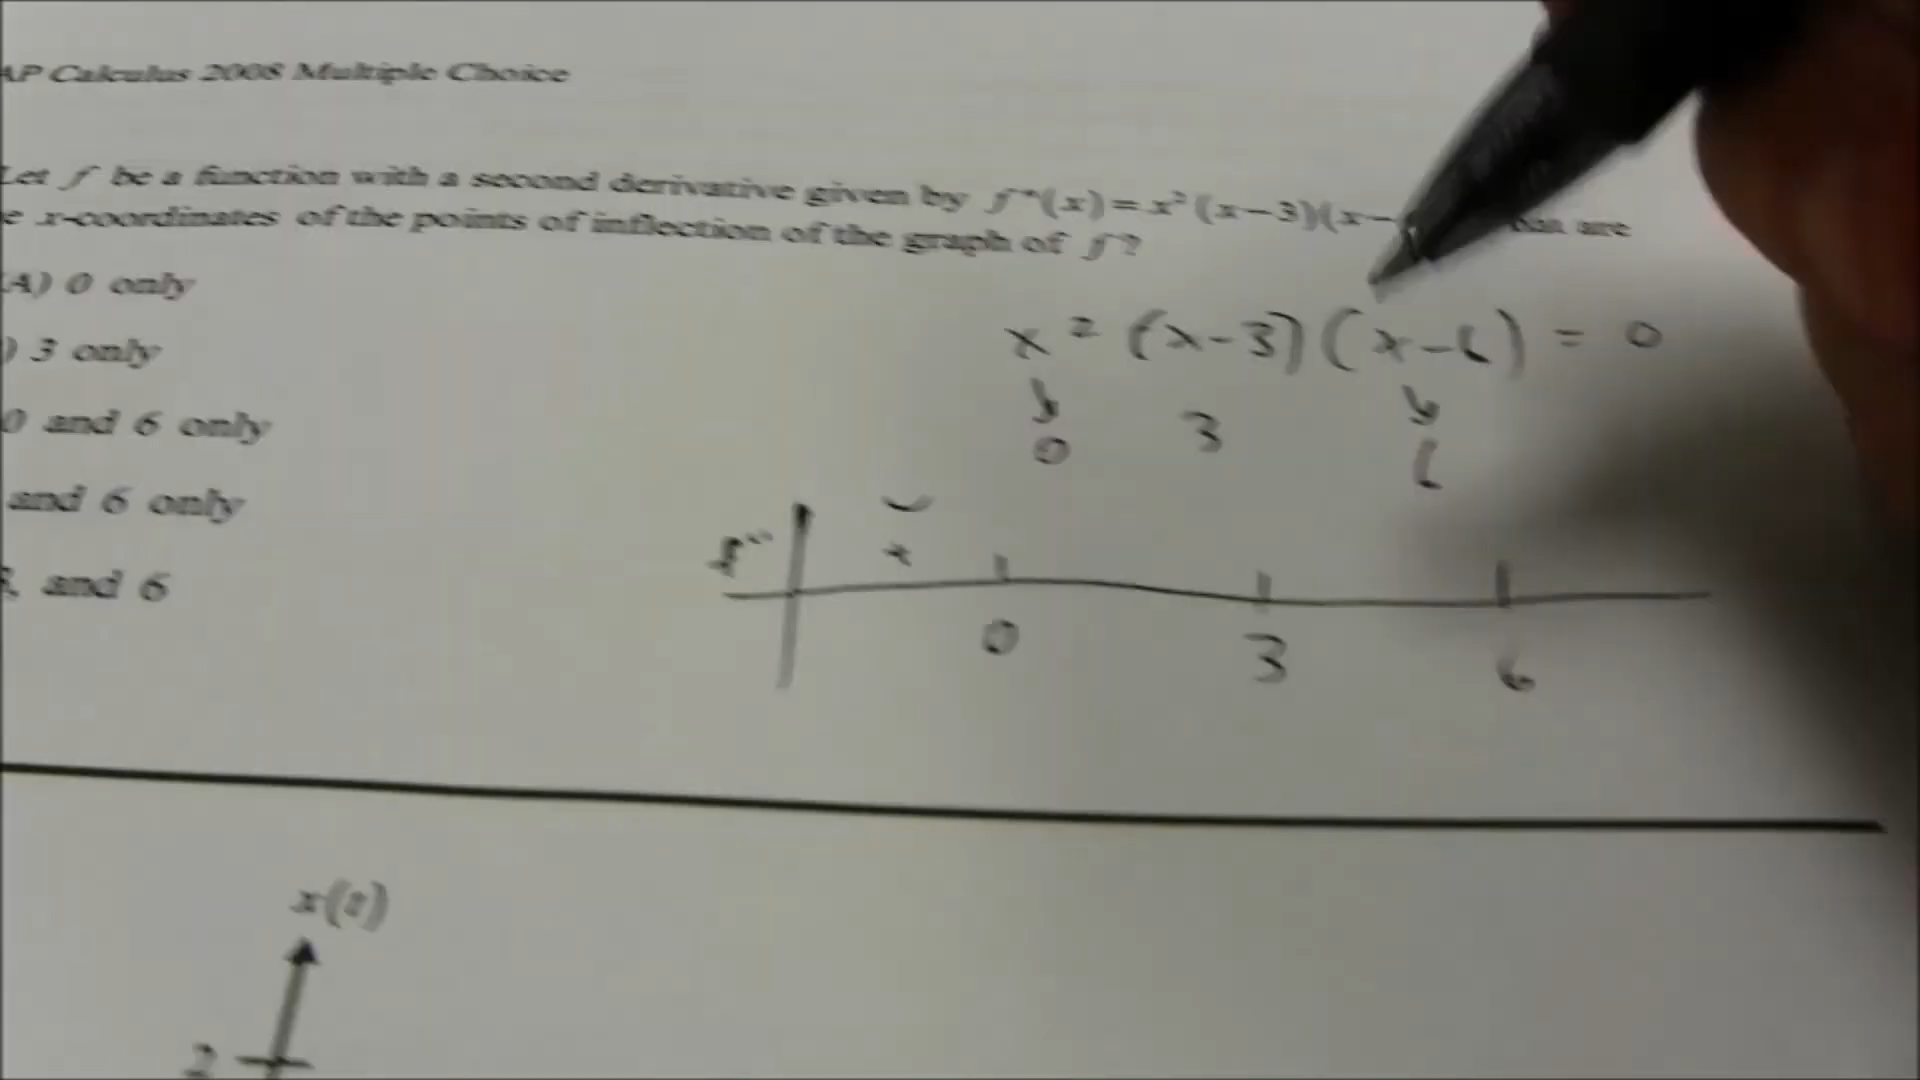 AP Calculus 2008 Multiple Choice
Let f be a function with a second derivative given by f''(x)=x²(x-3)(x- are
e x-coordinates of the points of inflection of the graph of f?
(A) 0 only
) 3 only
0 and 6 only
and 6 only
, and 6
x² (x-3)(x-6) = 0
0 3 6
f'' +
0 3 6
x(t)
2